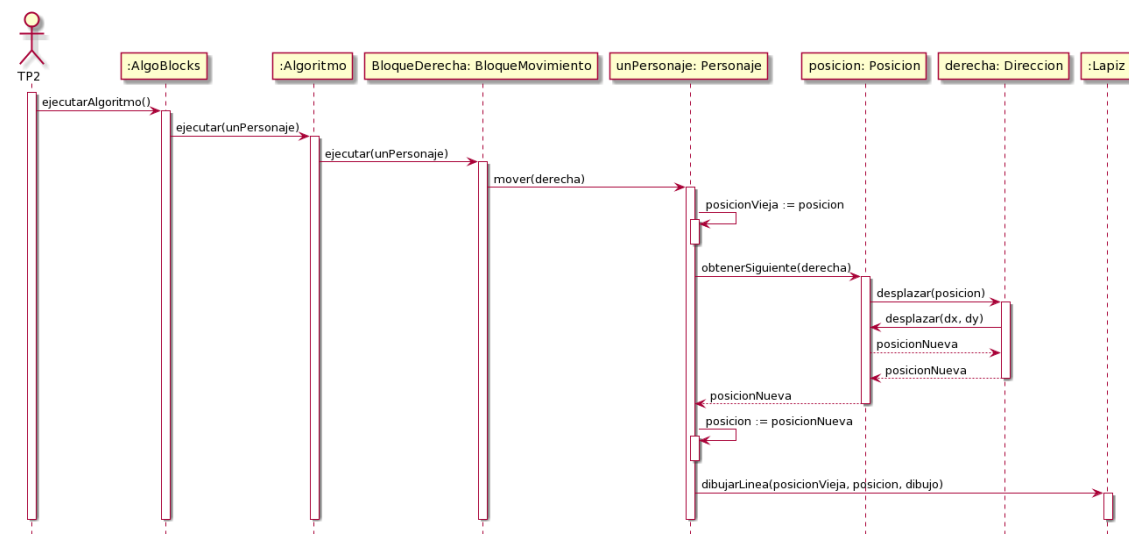 TP2
:AlgoBlocks
:Algoritmo
BloqueDerecha: BloqueMovimiento
unPersonaje: Personaje
posicion: Posicion
derecha: Direccion
:Lapiz
ejecutarAlgoritmo()
ejecutar(unPersonaje)
ejecutar(unPersonaje)
mover(derecha)
posicionVieja := posicion
obtenerSiguiente(derecha)
desplazar(posicion)
desplazar(dx, dy)
posicionNueva
posicionNueva
posicionNueva
posicion := posicionNueva
dibujarLinea(posicionVieja, posicion, dibujo)